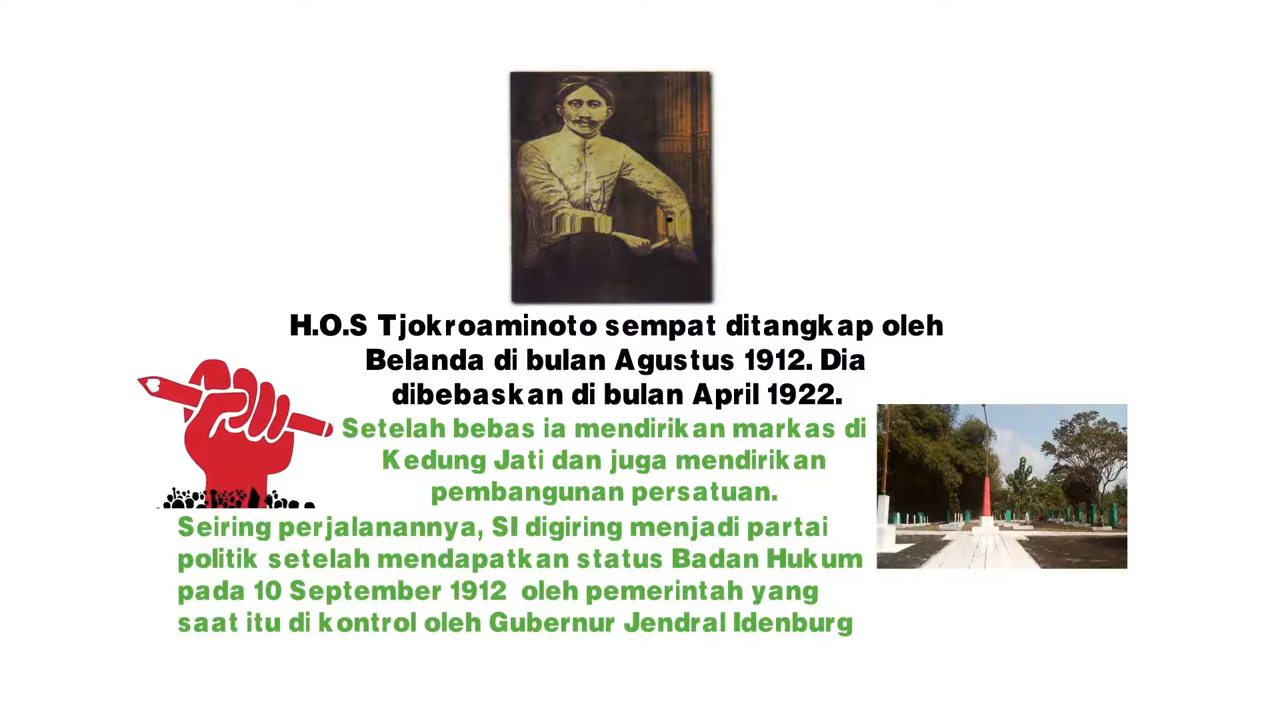 H.O.S Tjokroaminoto sempat ditangkap oleh
Belanda di bulan Agustus 1912. Dia
dibebaskan di bulan April 1922.
Setelah bebas ia mendirikan markas di
Kedung Jati dan juga mendirikan
pembangunan persatuan.
Seiring perjalanannya, SI digiring menjadi partai
politik setelah mendapatkan status Badan Hukum
pada 10 September 1912 oleh pemerintah yang
saat itu di kontrol oleh Gubernur Jendral Idenburg